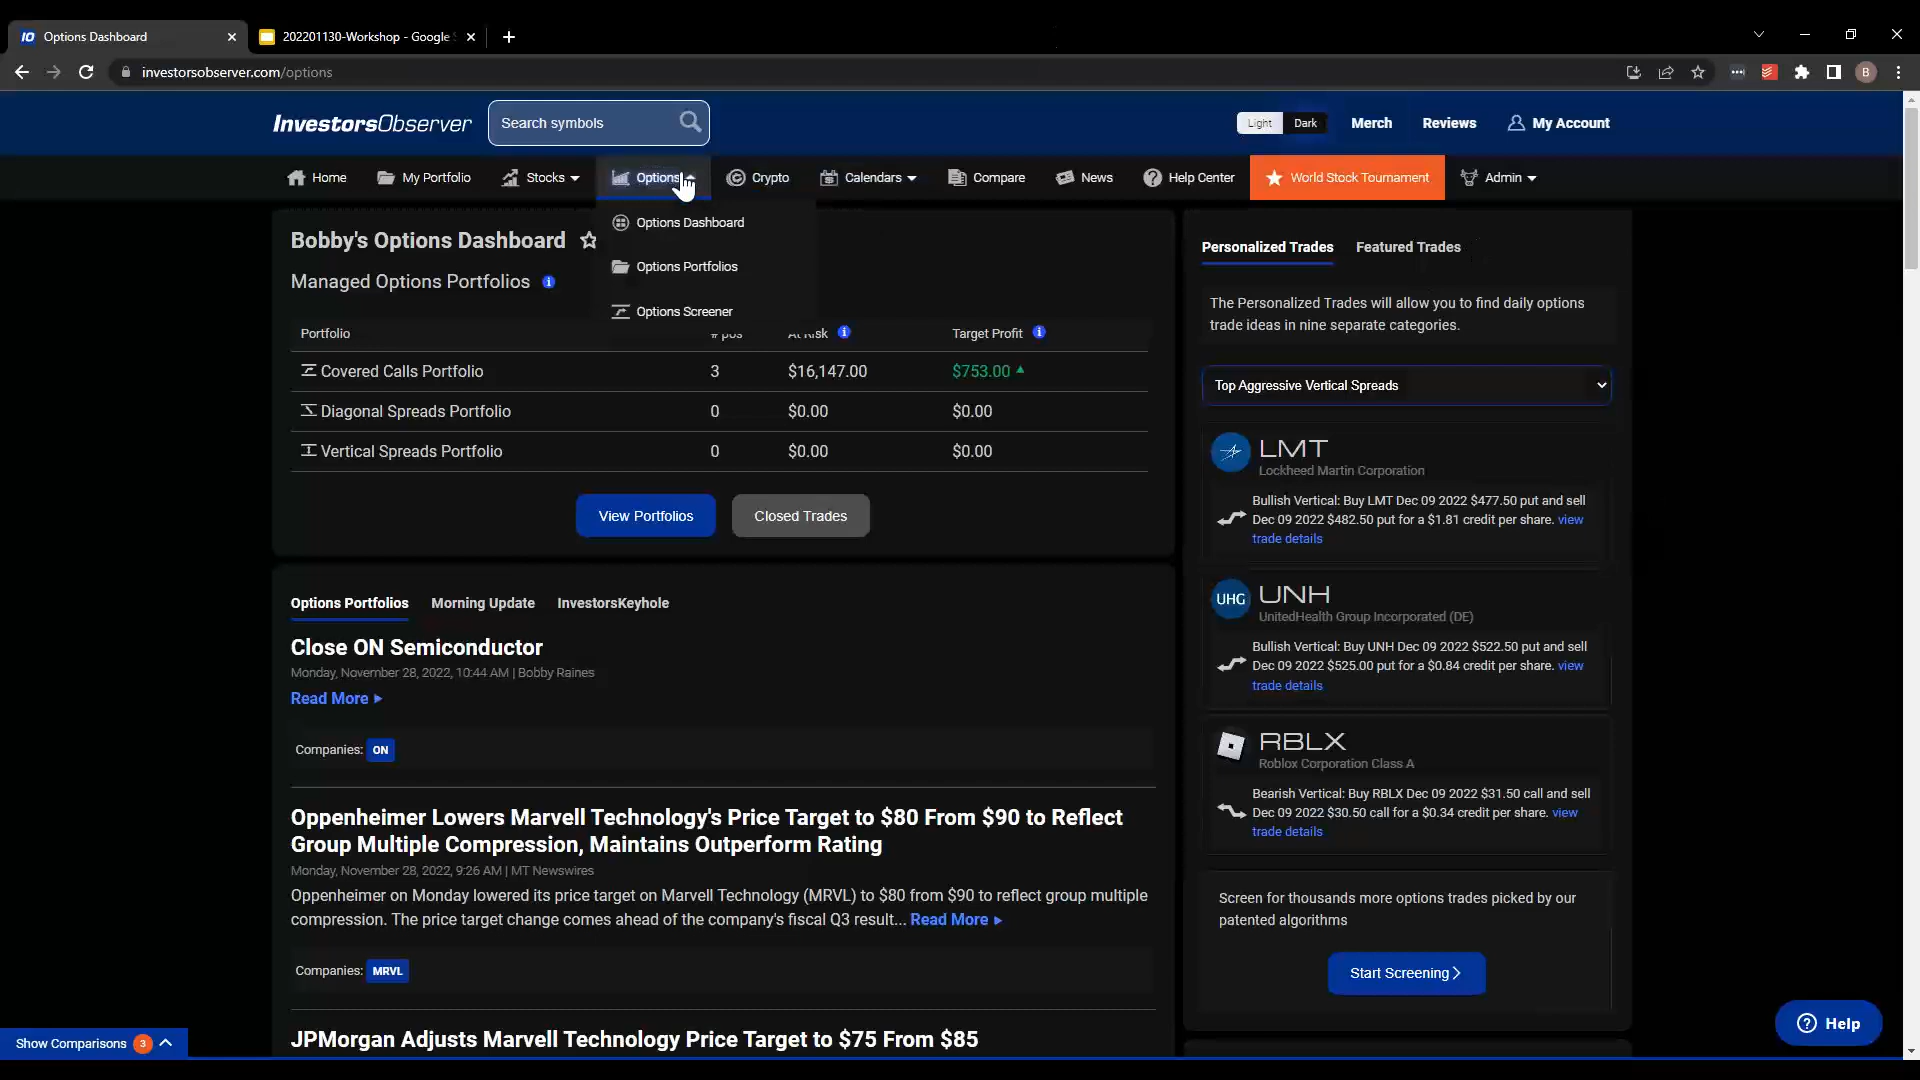 Options Dashboard
202201130-Workshop - Google S
investorsobserver.com/options
B
InvestorsObserver
Search symbols
Light Dark
Merch
Reviews
My Account
Home
My Portfolio
Stocks
Options
Crypto
Calendars
Compare
News
Help Center
World Stock Tournament
Admin
Options Dashboard
Options Portfolios
Options Screener
Bobby's Options Dashboard
Managed Options Portfolios
Portfolio # pos At Risk Target Profit
Covered Calls Portfolio 3 $16,147.00 $753.00
Diagonal Spreads Portfolio 0 $0.00 $0.00
Vertical Spreads Portfolio 0 $0.00 $0.00
View Portfolios
Closed Trades
Options Portfolios Morning Update InvestorsKeyhole
Close ON Semiconductor
Monday, November 28, 2022, 10:44 AM | Bobby Raines
Read More
Companies: ON
Oppenheimer Lowers Marvell Technology's Price Target to $80 From $90 to Reflect
Group Multiple Compression, Maintains Outperform Rating
Monday, November 28, 2022, 9:26 AM | MT Newswires
Oppenheimer on Monday lowered its price target on Marvell Technology (MRVL) to $80 from $90 to reflect group multiple
compression. The price target change comes ahead of the company's fiscal Q3 result... Read More
Companies: MRVL
JPMorgan Adjusts Marvell Technology Price Target to $75 From $85
Personalized Trades Featured Trades
The Personalized Trades will allow you to find daily options
trade ideas in nine separate categories.
Top Aggressive Vertical Spreads
LMT
Lockheed Martin Corporation
Bullish Vertical: Buy LMT Dec 09 2022 $477.50 put and sell
Dec 09 2022 $482.50 put for a $1.81 credit per share. view
trade details
UHG
UNH
UnitedHealth Group Incorporated (DE)
Bullish Vertical: Buy UNH Dec 09 2022 $522.50 put and sell
Dec 09 2022 $525.00 put for a $0.84 credit per share. view
trade details
RBLX
Roblox Corporation Class A
Bearish Vertical: Buy RBLX Dec 09 2022 $31.50 call and sell
Dec 09 2022 $30.50 call for a $0.34 credit per share. view
trade details
Screen for thousands more options trades picked by our
patented algorithms
Start Screening
Show Comparisons 3
Help